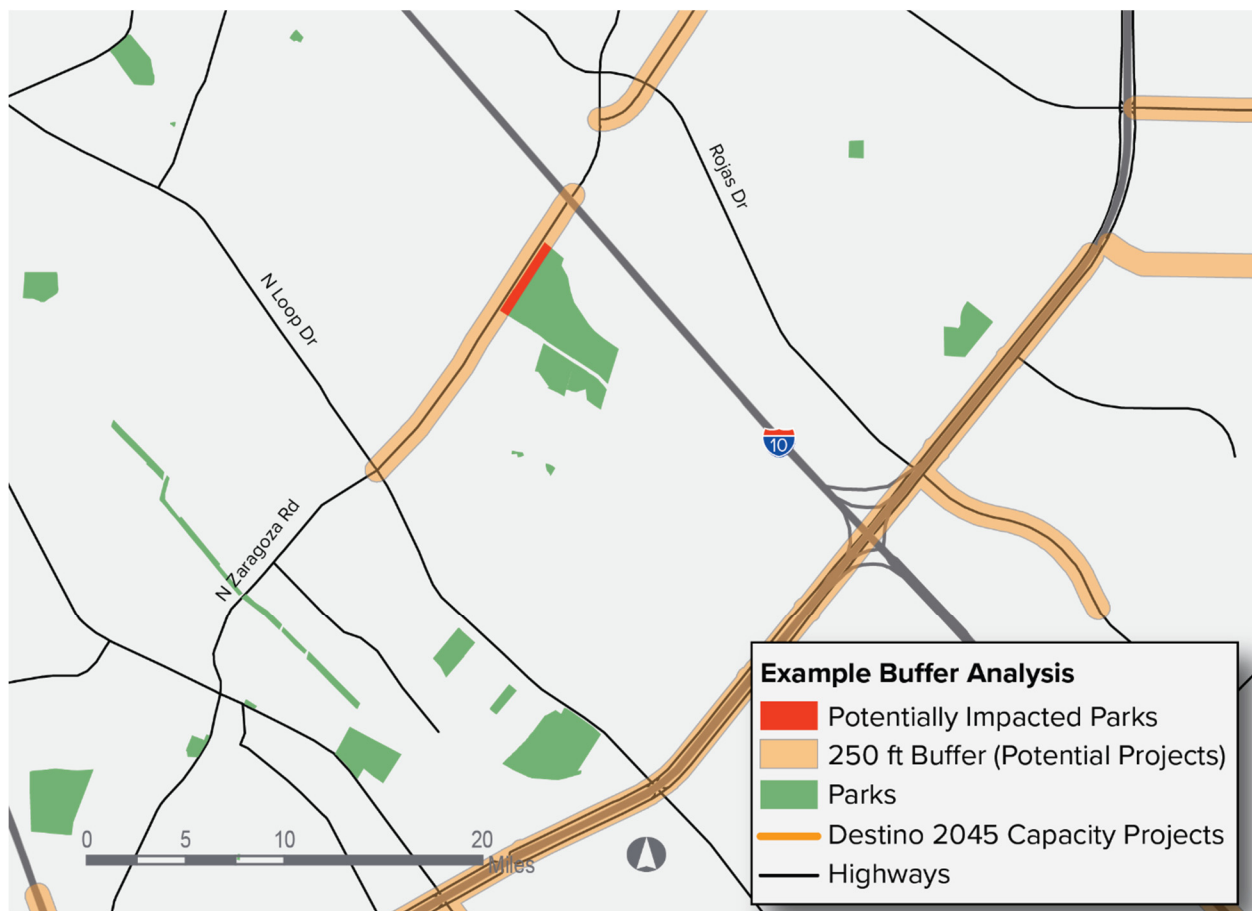 Rojas Dr
N Loop Dr
10
N Zaragoza Rd
Example Buffer Analysis
Potentially Impacted Parks
250 ft Buffer (Potential Projects)
Parks
Destino 2045 Capacity Projects
Highways
0 5 10 20
Miles